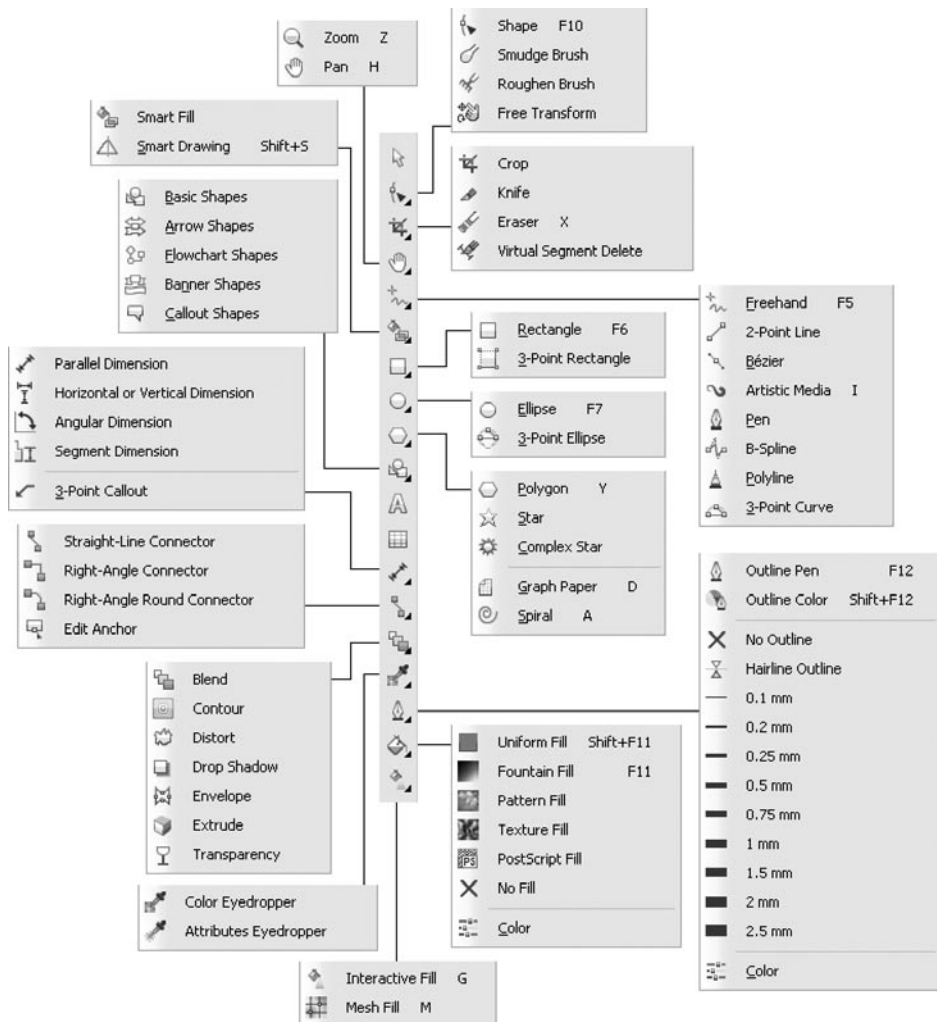 Zoom Z
Pan H
Shape F10
Smudge Brush
Roughen Brush
Free Transform
Smart Fill
Smart Drawing Shift+S
Crop
Knife
Eraser X
Virtual Segment Delete
Basic Shapes
Arrow Shapes
Flowchart Shapes
Banner Shapes
Callout Shapes
Freehand F5
2-Point Line
Bézier
Artistic Media I
Pen
B-Spline
Polyline
3-Point Curve
Rectangle F6
3-Point Rectangle
Parallel Dimension
Horizontal or Vertical Dimension
Angular Dimension
Segment Dimension
3-Point Callout
Ellipse F7
3-Point Ellipse
Polygon Y
Star
Complex Star
Graph Paper D
Spiral A
Straight-Line Connector
Right-Angle Connector
Right-Angle Round Connector
Edit Anchor
Outline Pen F12
Outline Color Shift+F12
No Outline
Hairline Outline
0.1 mm
0.2 mm
0.25 mm
0.5 mm
0.75 mm
1 mm
1.5 mm
2 mm
2.5 mm
Color
Blend
Contour
Distort
Drop Shadow
Envelope
Extrude
Transparency
Uniform Fill Shift+F11
Fountain Fill F11
Pattern Fill
Texture Fill
PS PostScript Fill
No Fill
Color
Color Eyedropper
Attributes Eyedropper
Interactive Fill G
Mesh Fill M